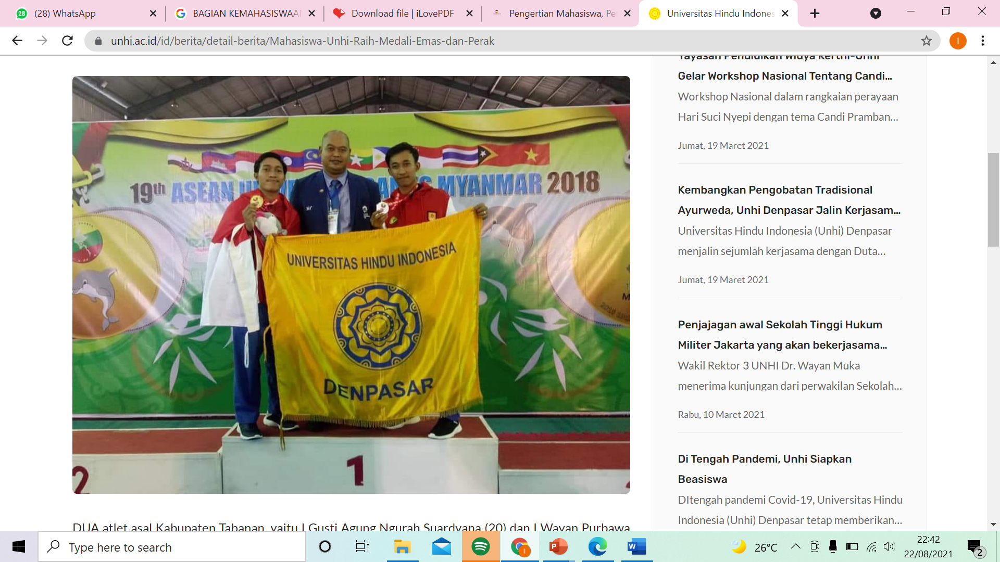 28
(28) WhatsApp
BAGIAN KEMAHASISWAAN
Download file | iLovePDF
Pengertian Mahasiswa, Pe
Universitas Hindu Indones
unhi.ac.id/id/berita/detail-berita/Mahasiswa-Unhi-Raih-Medali-Emas-dan-Perak
I
19th ASEAN MYANMAR 2018
UNIVERSITAS HINDU INDONESIA
DENPASAR
2
1
DUA atlet asal Kabupaten Tabanan, yaitu I Gusti Agung Ngurah Suardyana (20) dan I Wayan Purbawa
Yayasan Pendidikan Widya Kerthi-Unhi
Gelar Workshop Nasional Tentang Candi...
Workshop Nasional dalam rangkaian perayaan
Hari Suci Nyepi dengan tema Candi Pramban...
Jumat, 19 Maret 2021
Kembangkan Pengobatan Tradisional
Ayurweda, Unhi Denpasar Jalin Kerjasam...
Universitas Hindu Indonesia (Unhi) Denpasar
menjalin sejumlah kerjasama dengan Duta...
Jumat, 19 Maret 2021
Penjajagan awal Sekolah Tinggi Hukum
Militer Jakarta yang akan bekerjasama...
Wakil Rektor 3 UNHI Dr. Wayan Muka
menerima kunjungan dari perwakilan Sekolah...
Rabu, 10 Maret 2021
Di Tengah Pandemi, Unhi Siapkan
Beasiswa
DItengah pandemi Covid-19, Universitas Hindu
Indonesia (Unhi) Denpasar tetap memberikan...
Type here to search
26°C
22:42
22/08/2021
2